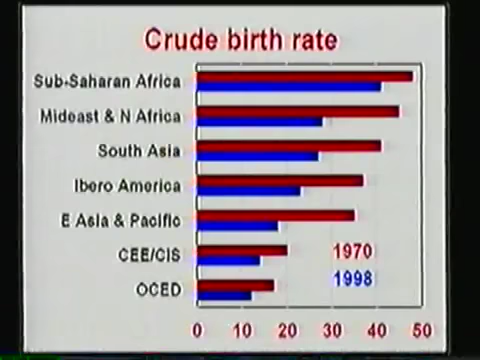 Crude birth rate
Sub-Saharan Africa
Mideast & N Africa
South Asia
Ibero America
E Asia & Pacific
CEE/CIS
OCED
1970
1998
0 10 20 30 40 50